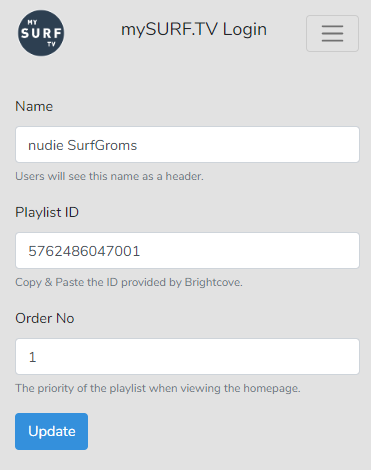 MY
SURF
TV
mySURF.TV Login
Name
nudie SurfGroms
Users will see this name as a header.
Playlist ID
5762486047001
Copy & Paste the ID provided by Brightcove.
Order No
1
The priority of the playlist when viewing the homepage.
Update